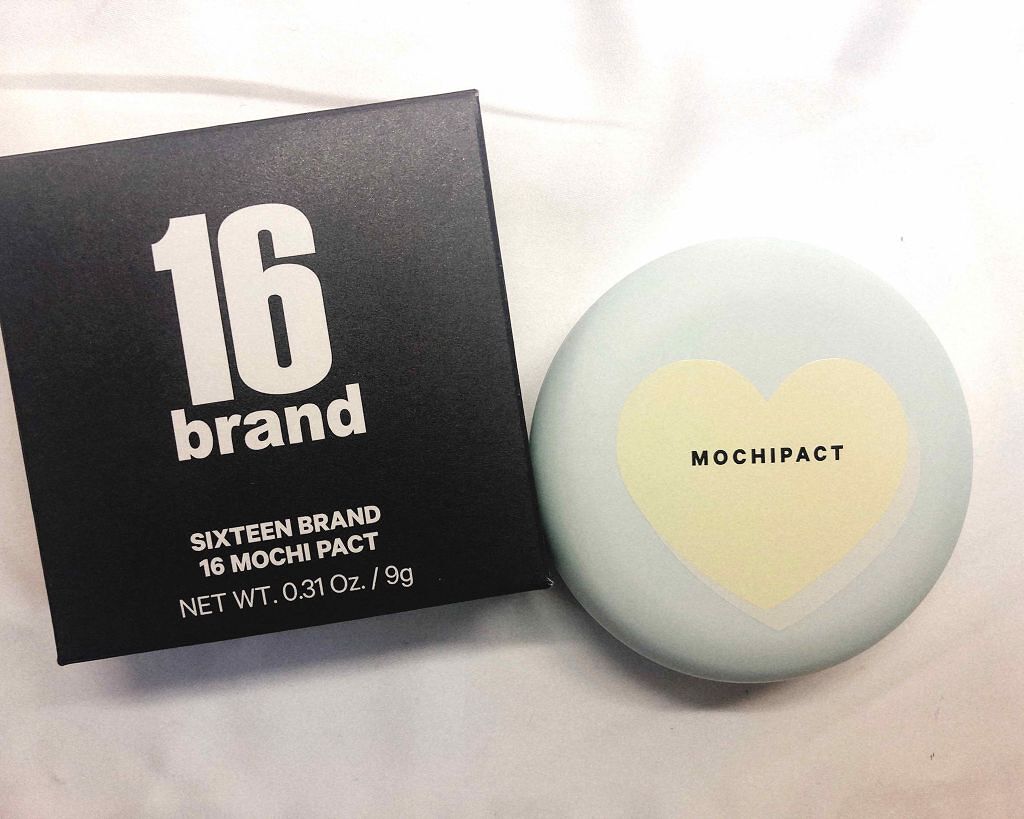 16
brand
SIXTEEN BRAND
16 MOCHI PACT
NET WT. 0.31 Oz. / 9g
MOCHIPACT